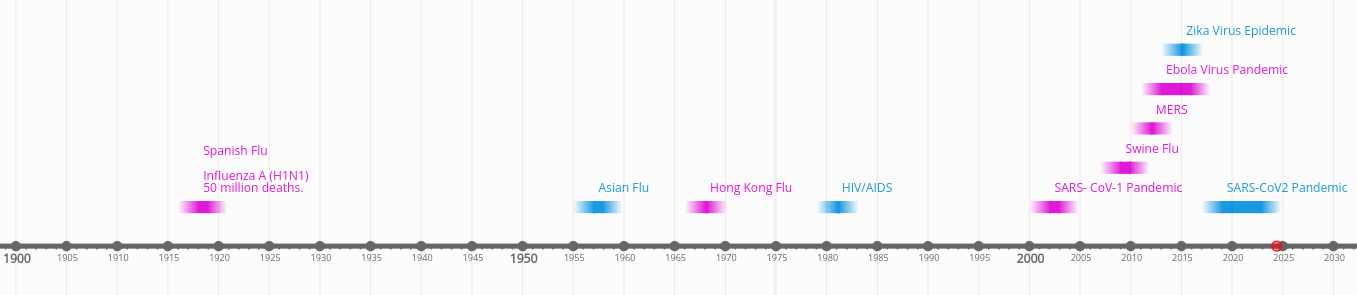 Zika Virus Epidemic
Ebola Virus Pandemic
MERS
Swine Flu
Spanish Flu
Influenza A (H1N1)
50 million deaths.
Asian Flu
Hong Kong Flu
HIV/AIDS
SARS- CoV-1 Pandemic
SARS-CoV2 Pandemic
1900 1905 1910 1915 1920 1925 1930 1935 1940 1945 1950 1955 1960 1965 1970 1975 1980 1985 1990 1995 2000 2005 2010 2015 2020 2025 2030